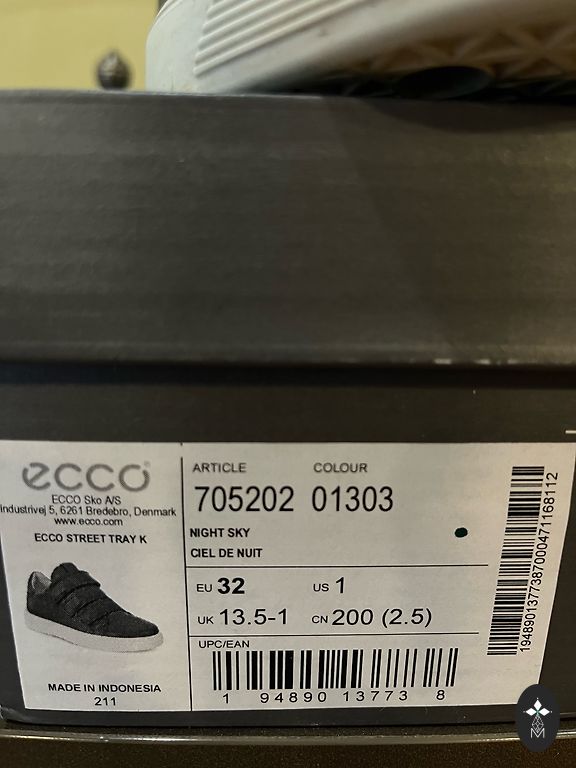 ecco
ECCO Sko A/S
Industrivej 5, 6261 Bredebro, Denmark
www.ecco.com
ECCO STREET TRAY K
MADE IN INDONESIA
211
ARTICLE COLOUR
705202 01303
NIGHT SKY
CIEL DE NUIT
EU 32 US 1
UK 13.5-1 CN 200 (2.5)
UPC/EAN
1 94890 13773 8
1948901377387000471168112
M